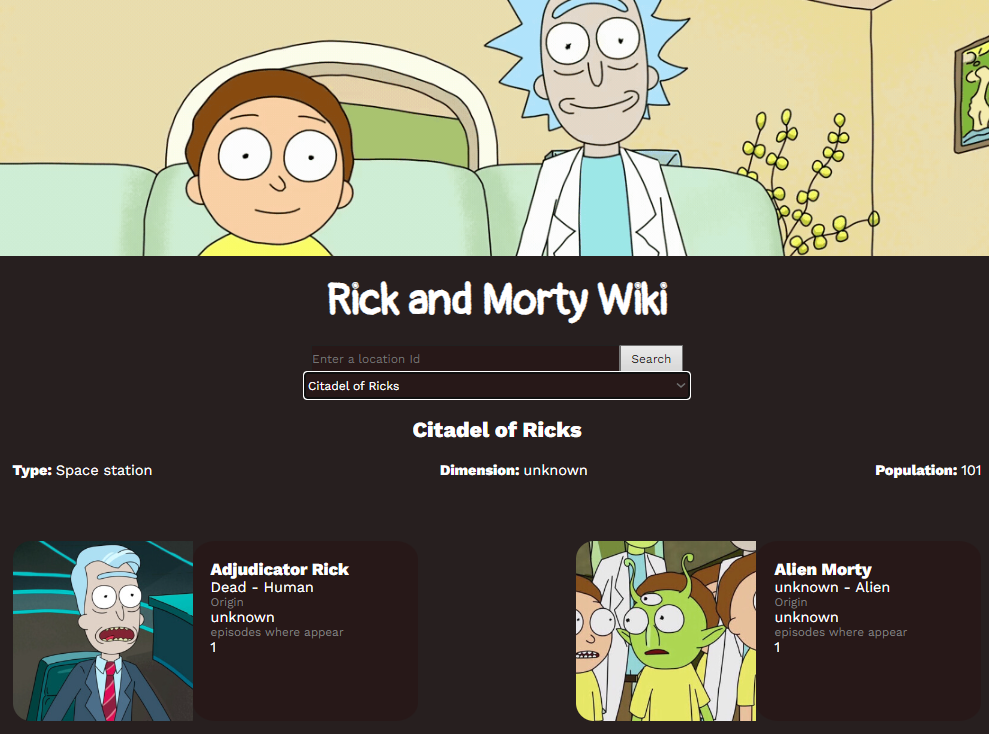 Rick and Morty Wiki
Enter a location Id
Search
Citadel of Ricks
Citadel of Ricks
Type: Space station
Dimension: unknown
Population: 101
Adjudicator Rick
Dead - Human
Origin
unknown
episodes where appear
1
Alien Morty
unknown - Alien
Origin
unknown
episodes where appear
1